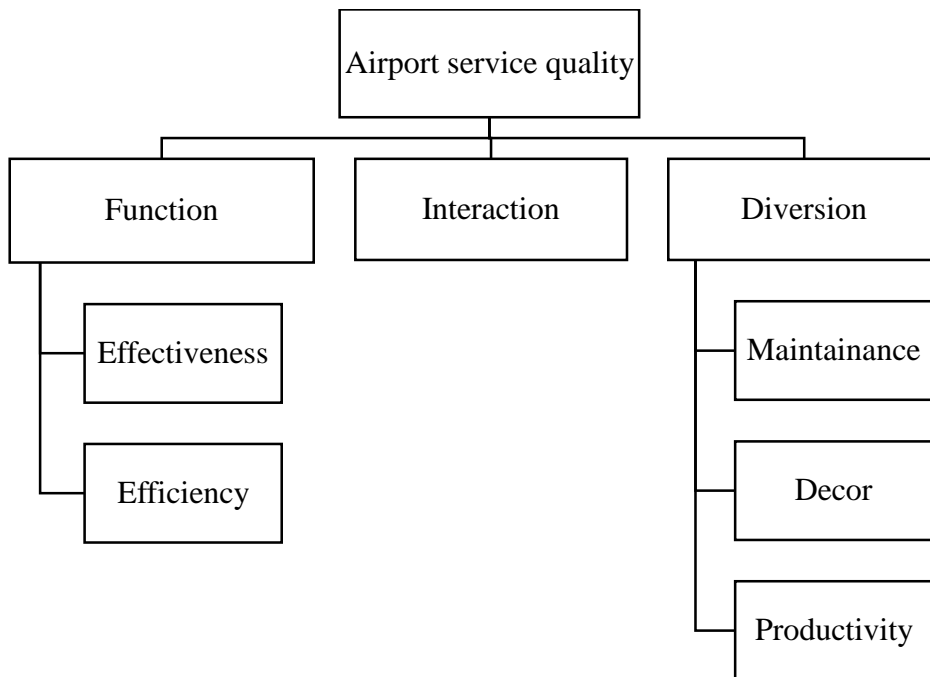 Airport service quality
Function
Interaction
Diversion
Effectiveness
Efficiency
Maintainance
Decor
Productivity